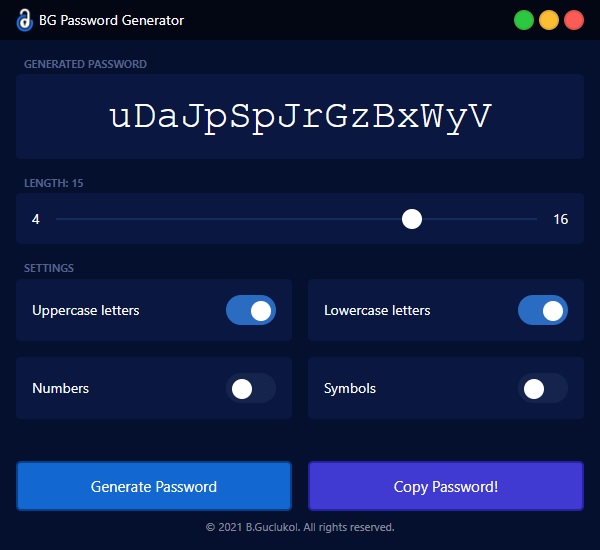 BG Password Generator
GENERATED PASSWORD
uDaJpSpJrGzBxWyV
LENGTH: 15
4
16
SETTINGS
Uppercase letters
Lowercase letters
Numbers
Symbols
Generate Password
Copy Password!
© 2021 B.Guclukol. All rights reserved.